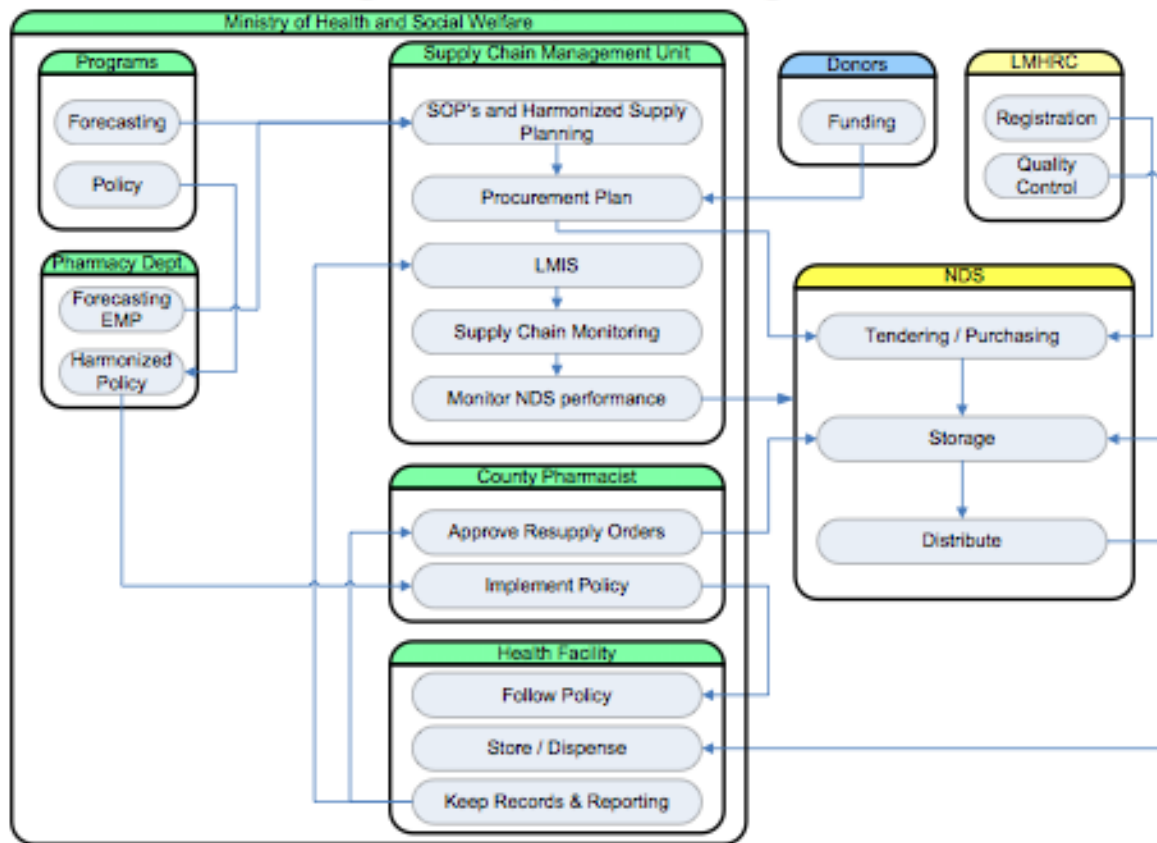 Ministry of Health and Social Welfare
Programs
Forecasting
Policy
Pharmacy Dept.
Forecasting
EMP
Harmonized
Policy
Supply Chain Management Unit
SOP's and Harmonized Supply
Planning
Procurement Plan
LMIS
Supply Chain Monitoring
Monitor NDS performance
County Pharmacist
Approve Resupply Orders
Implement Policy
Health Facility
Follow Policy
Store / Dispense
Keep Records & Reporting
Donors
Funding
LMHRC
Registration
Quality
Control
NDS
Tendering / Purchasing
Storage
Distribute